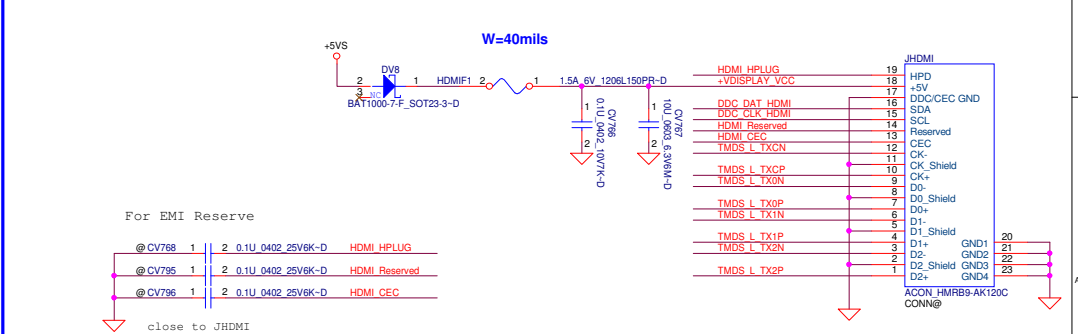 W=40mils
+5VS
DV8
2
1
3
NC
BAT1000-7-F_SOT23-3~D
HDMIF1
2
1
1.5A_6V_1206L150PR~D
1
2
CV766
0.1U_0402_10V7K~D
1
2
CV767
10U_0603_6.3V6M~D
JHDMI
HDMI_HPLUG 19 HPD
+VDISPLAY_VCC 18 +5V
17 DDC/CEC GND
DDC_DAT_HDMI 16 SDA
DDC_CLK_HDMI 15 SCL
HDMI_Reserved 14 Reserved
HDMI_CEC 13 CEC
TMDS_L_TXCN 12 CK-
11 CK_Shield
TMDS_L_TXCP 10 CK+
TMDS_L_TX0N 9 D0-
8 D0_Shield
TMDS_L_TX0P 7 D0+
TMDS_L_TX1N 6 D1-
5 D1_Shield
TMDS_L_TX1P 4 D1+ GND1 20
TMDS_L_TX2N 3 D2- GND2 21
2 D2_Shield GND3 22
TMDS_L_TX2P 1 D2+ GND4 23
ACON_HMRB9-AK120C
CONN@
For EMI Reserve
@ CV768 1 2 0.1U_0402_25V6K~D HDMI_HPLUG
@ CV795 1 2 0.1U_0402_25V6K~D HDMI_Reserved
@ CV796 1 2 0.1U_0402_25V6K~D HDMI_CEC
close to JHDMI
A